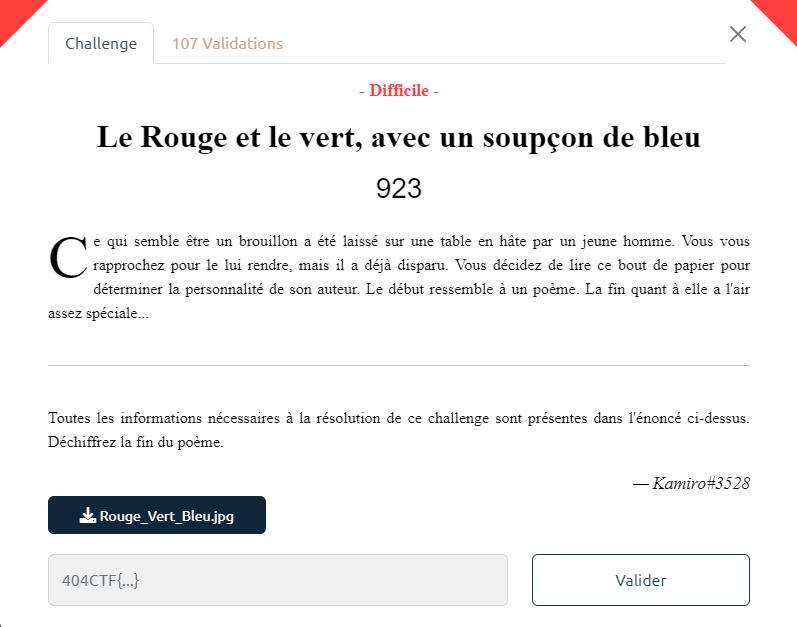 Challenge
107 Validations
- Difficile -
Le Rouge et le vert, avec un soupçon de bleu
923
Ce qui semble être un brouillon a été laissé sur une table en hâte par un jeune homme. Vous vous
rapprochez pour le lui rendre, mais il a déjà disparu. Vous décidez de lire ce bout de papier pour
déterminer la personnalité de son auteur. Le début ressemble à un poème. La fin quant à elle a l'air
assez spéciale...
Toutes les informations nécessaires à la résolution de ce challenge sont présentes dans l'énoncé ci-dessus.
Déchiffrez la fin du poème.
— Kamiro#3528
Rouge_Vert_Bleu.jpg
404CTF{...}
Valider